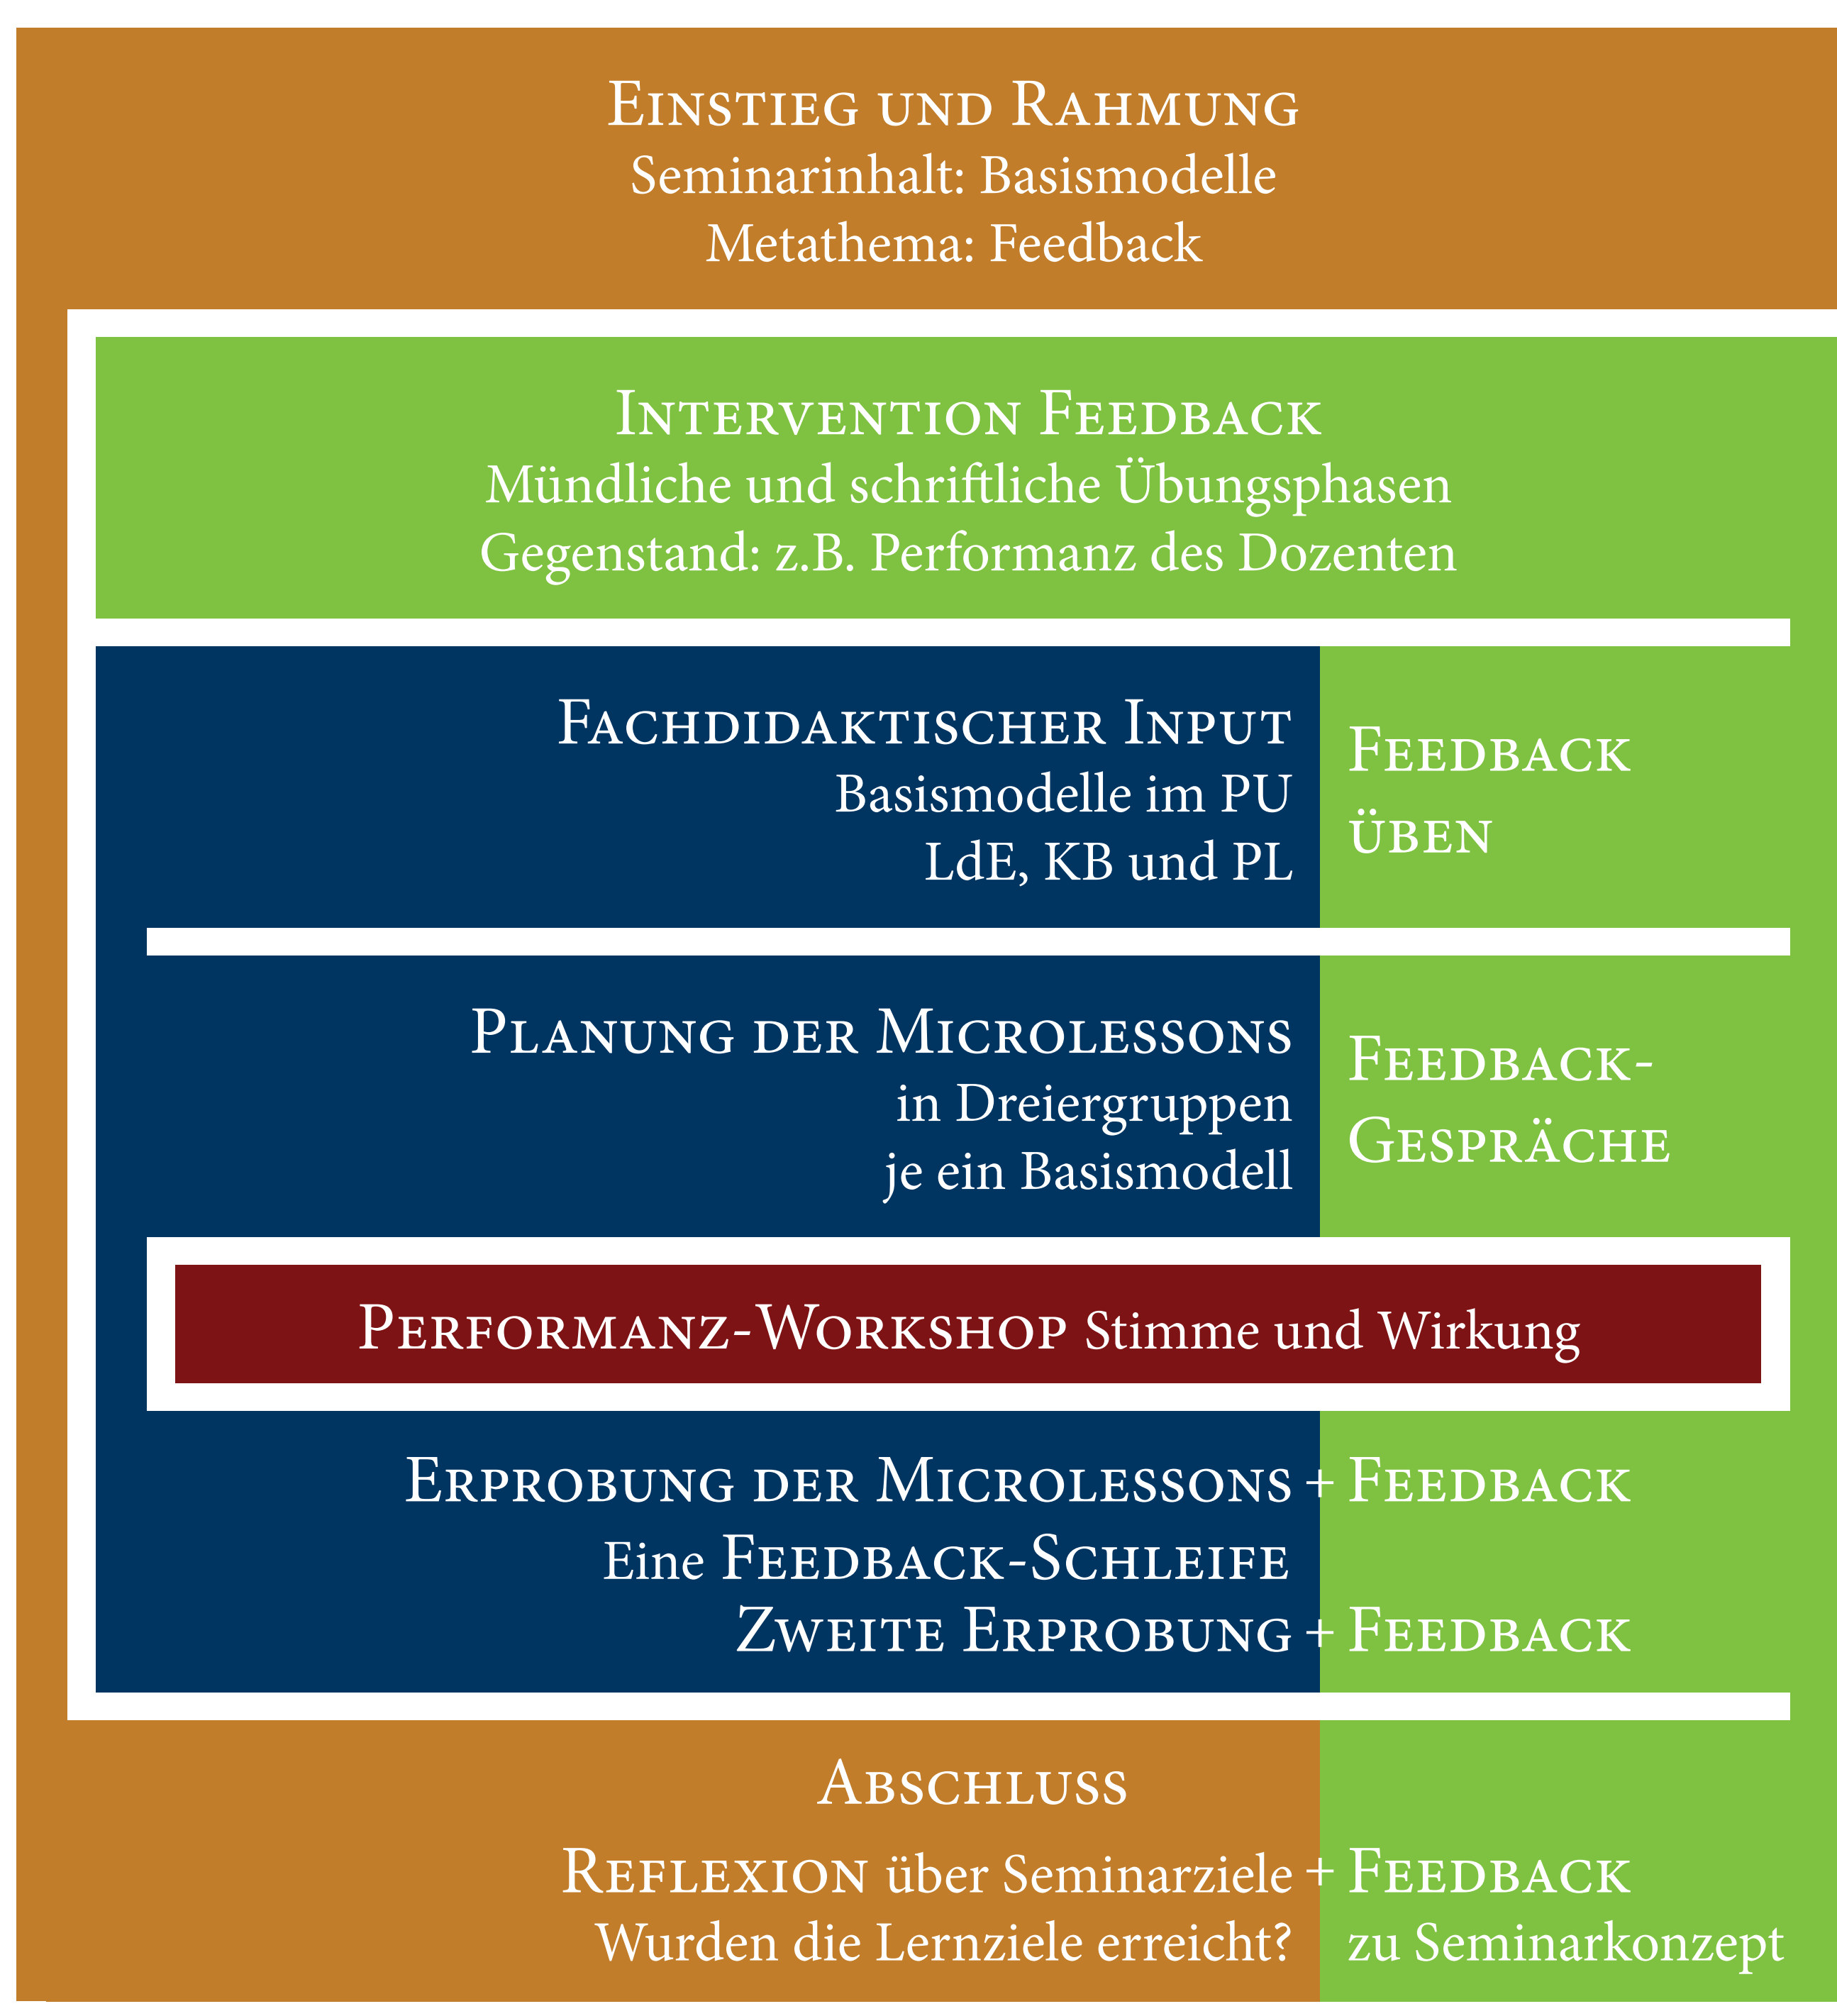 Einstieg und Rahmung
Seminarinhalt: Basismodelle
Metathema: Feedback
Intervention Feedback
Mündliche und schriftliche Übungsphasen
Gegenstand: z.B. Performanz des Dozenten
Fachdidaktischer Input
Basismodelle im PU
LdE, KB und PL
Feedback
üben
Planung der Microlessons
in Dreiergruppen
je ein Basismodell
Feedback-
Gespräche
Performanz-Workshop Stimme und Wirkung
Erprobung der Microlessons + Feedback
Eine Feedback-Schleife
Zweite Erprobung + Feedback
Abschluss
Reflexion über Seminarziele + Feedback
Wurden die Lernziele erreicht? zu Seminarkonzept